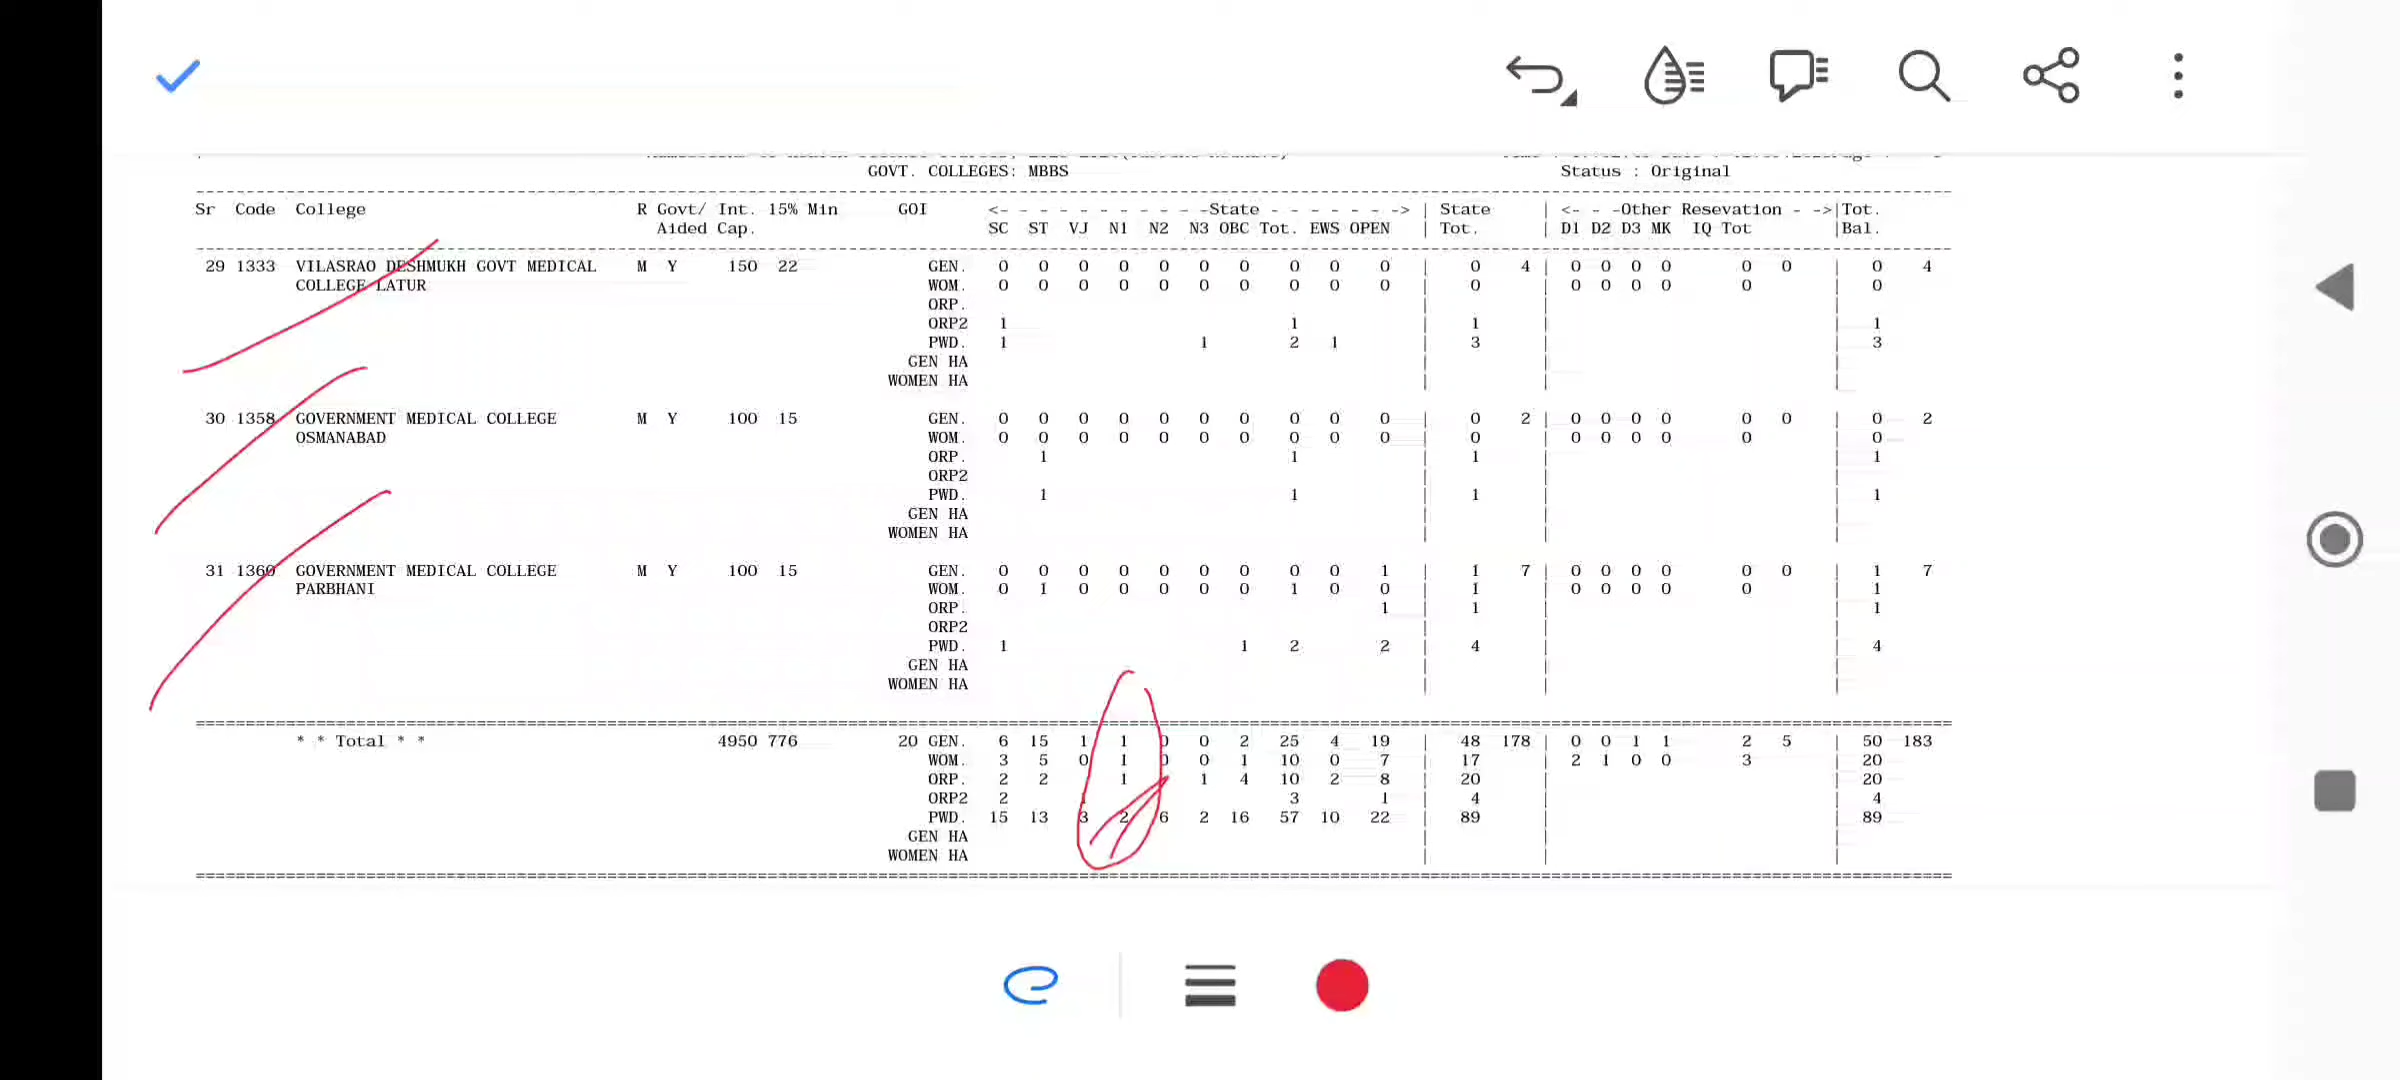 GOVT. COLLEGES: MBBS Status : Original
Sr Code College R Govt/ Int. 15% Min GOI <- - - - - - - - - - -State - - - - - - -> | State | <- - -Other Resevation - ->|Tot.
Aided Cap. SC ST VJ N1 N2 N3 OBC Tot. EWS OPEN | Tot. | D1 D2 D3 MK IQ Tot |Bal.
29 1333 VILASRAO DESHMUKH GOVT MEDICAL M Y 150 22 GEN. 0 0 0 0 0 0 0 0 0 0 | 0 4 | 0 0 0 0 0 0 | 0 4
COLLEGE LATUR WOM. 0 0 0 0 0 0 0 0 0 0 | 0 | 0 0 0 0 0 | 0
ORP. | | |
ORP2 1 1 | 1 | | 1
PWD. 1 1 2 1 | 3 | | 3
GEN HA | | |
WOMEN HA | | |
30 1358 GOVERNMENT MEDICAL COLLEGE M Y 100 15 GEN. 0 0 0 0 0 0 0 0 0 0 | 0 2 | 0 0 0 0 0 0 | 0 2
OSMANABAD WOM. 0 0 0 0 0 0 0 0 0 0 | 0 | 0 0 0 0 0 | 0
ORP. 1 1 | 1 | | 1
ORP2 | | |
PWD. 1 1 | 1 | | 1
GEN HA | | |
WOMEN HA | | |
31 1360 GOVERNMENT MEDICAL COLLEGE M Y 100 15 GEN. 0 0 0 0 0 0 0 0 0 1 | 1 7 | 0 0 0 0 0 0 | 1 7
PARBHANI WOM. 0 1 0 0 0 0 0 1 0 0 | 1 | 0 0 0 0 0 | 1
ORP. 1 | 1 | | 1
ORP2 | | |
PWD. 1 1 2 2 | 4 | | 4
GEN HA | | |
WOMEN HA | | |
* * Total * * 4950 776 20 GEN. 6 15 1 1 0 0 2 25 4 19 | 48 178 | 0 0 1 1 2 5 | 50 183
WOM. 3 5 0 1 0 0 1 10 0 7 | 17 | 2 1 0 0 3 | 20
ORP. 2 2 1 1 4 10 2 8 | 20 | | 20
ORP2 2 1 3 1 | 4 | | 4
PWD. 15 13 3 2 6 2 16 57 10 22 | 89 | | 89
GEN HA | | |
WOMEN HA | | |